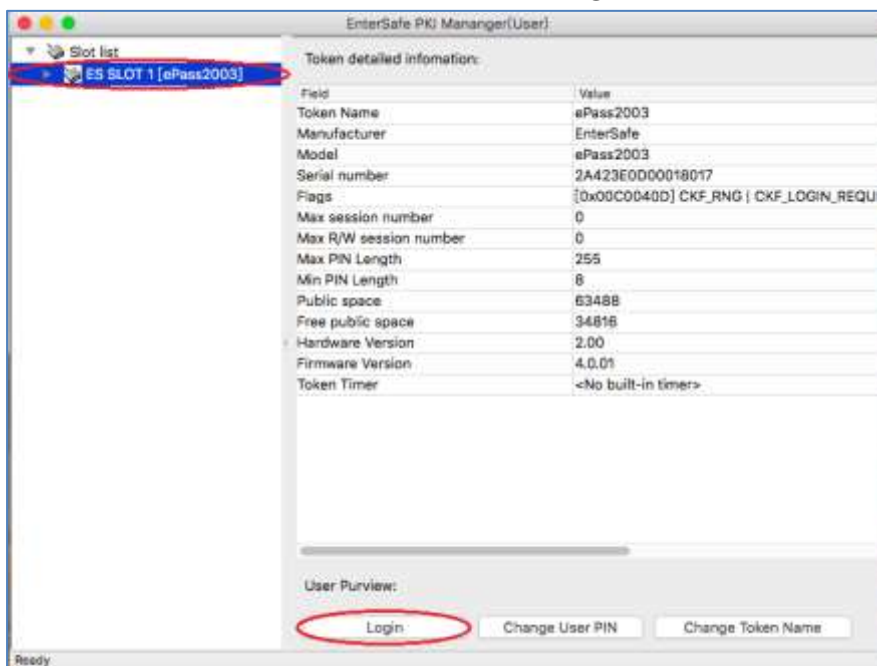 EnterSafe PKI Mananger(User)
Slot list
ES SLOT 1 [ePass2003]
Token detailed infomation:
Field Value
Token Name ePass2003
Manufacturer EnterSafe
Model ePass2003
Serial number 2A423E0D00018017
Flags [0x00C0040D] CKF_RNG | CKF_LOGIN_REQU
Max session number 0
Max R/W session number 0
Max PIN Length 255
Min PIN Length 8
Public space 63488
Free public space 34816
Hardware Version 2.00
Firmware Version 4.0.01
Token Timer <No built-in timer>
User Purview:
Login Change User PIN Change Token Name
Ready